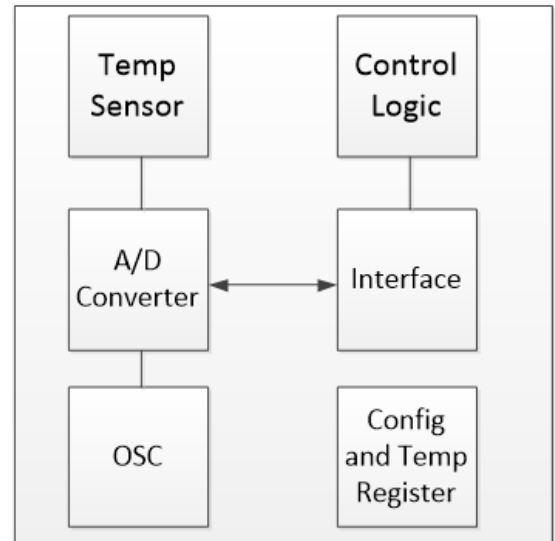 Temp
Sensor
Control
Logic
A/D
Converter
Interface
OSC
Config
and Temp
Register